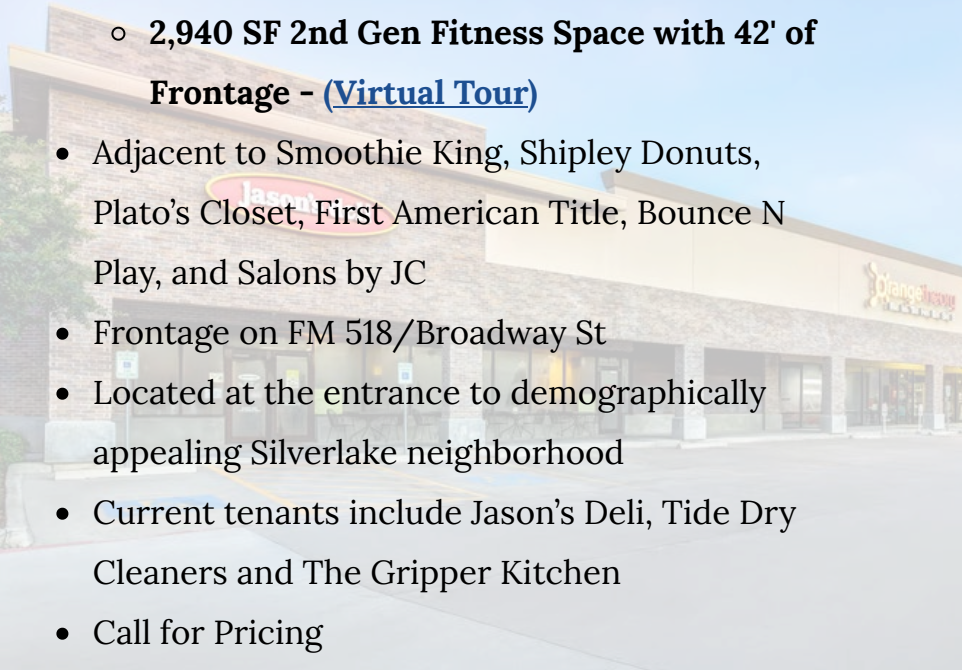 2,940 SF 2nd Gen Fitness Space with 42' of
Frontage - (Virtual Tour)
Adjacent to Smoothie King, Shipley Donuts,
Plato's Closet, First American Title, Bounce N
Play, and Salons by JC
Frontage on FM 518/Broadway St
Located at the entrance to demographically
appealing Silverlake neighborhood
Current tenants include Jason's Deli, Tide Dry
Cleaners and The Gripper Kitchen
Call for Pricing
Jason's
Orangetheory